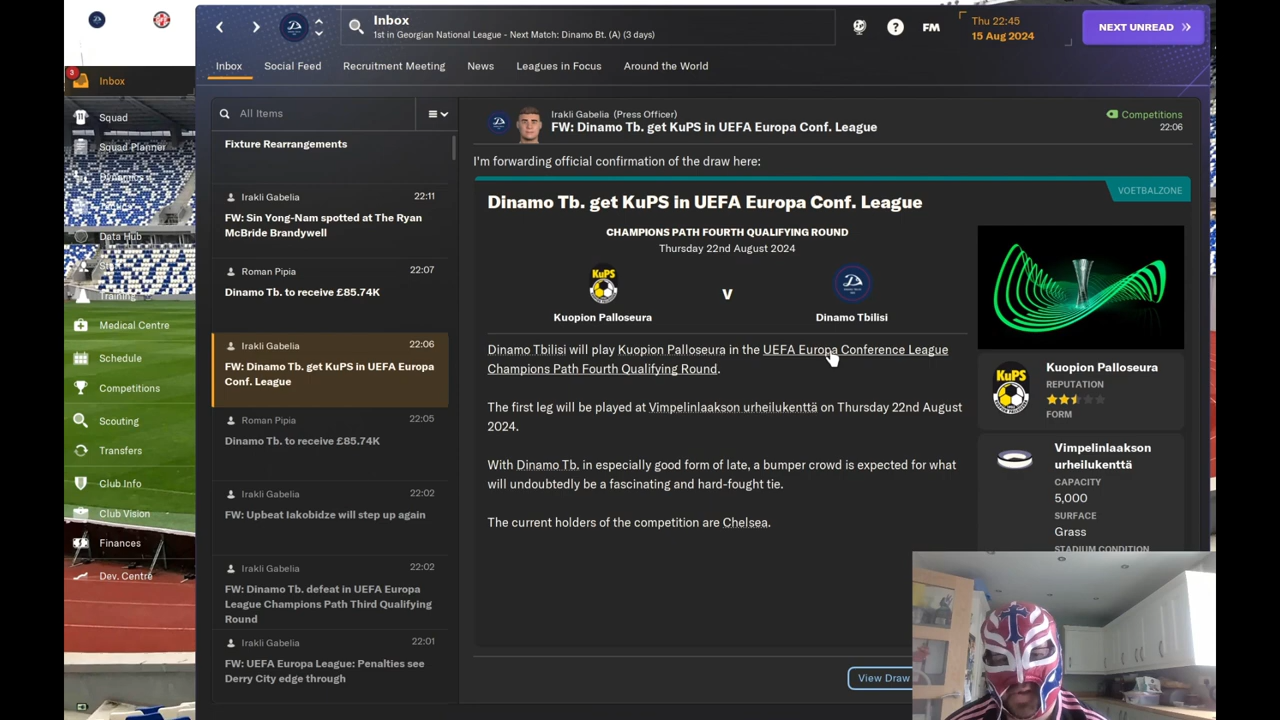 Inbox
1st in Georgian National League - Next Match: Dinamo Bt. (A) (3 days)
?
FM
Thu 22:45
15 Aug 2024
NEXT UNREAD
Inbox
Social Feed
Recruitment Meeting
News
Leagues in Focus
Around the World
3
Inbox
Squad
Squad Planner
Dynamics
Data Hub
Staff
Training
Medical Centre
Schedule
Competitions
Scouting
Transfers
Club Info
Club Vision
Finances
Dev. Centre
All Items
Fixture Rearrangements
Irakli Gabelia 22:11
FW: Sin Yong-Nam spotted at The Ryan
McBride Brandywell
Roman Pipia 22:07
Dinamo Tb. to receive £85.74K
Irakli Gabelia 22:06
FW: Dinamo Tb. get KuPS in UEFA Europa
Conf. League
Roman Pipia 22:05
Dinamo Tb. to receive £85.74K
Irakli Gabelia 22:02
FW: Upbeat Iakobidze will step up again
Irakli Gabelia 22:02
FW: Dinamo Tb. defeat in UEFA Europa
League Champions Path Third Qualifying
Round
Irakli Gabelia 22:01
FW: UEFA Europa League: Penalties see
Derry City edge through
Irakli Gabelia (Press Officer)
FW: Dinamo Tb. get KuPS in UEFA Europa Conf. League
Competitions
22:06
I'm forwarding official confirmation of the draw here:
VOETBALZONE
Dinamo Tb. get KuPS in UEFA Europa Conf. League
CHAMPIONS PATH FOURTH QUALIFYING ROUND
Thursday 22nd August 2024
KuPS
V
Kuopion Palloseura
Dinamo Tbilisi
Dinamo Tbilisi will play Kuopion Palloseura in the UEFA Europa Conference League
Champions Path Fourth Qualifying Round.
The first leg will be played at Vimpelinlaakson urheilukenttä on Thursday 22nd August
2024.
With Dinamo Tb. in especially good form of late, a bumper crowd is expected for what
will undoubtedly be a fascinating and hard-fought tie.
The current holders of the competition are Chelsea.
KuPS
Kuopion Palloseura
REPUTATION
FORM
Vimpelinlaakson
urheilukenttä
CAPACITY
5,000
SURFACE
Grass
STADIUM CONDITION
View Draw